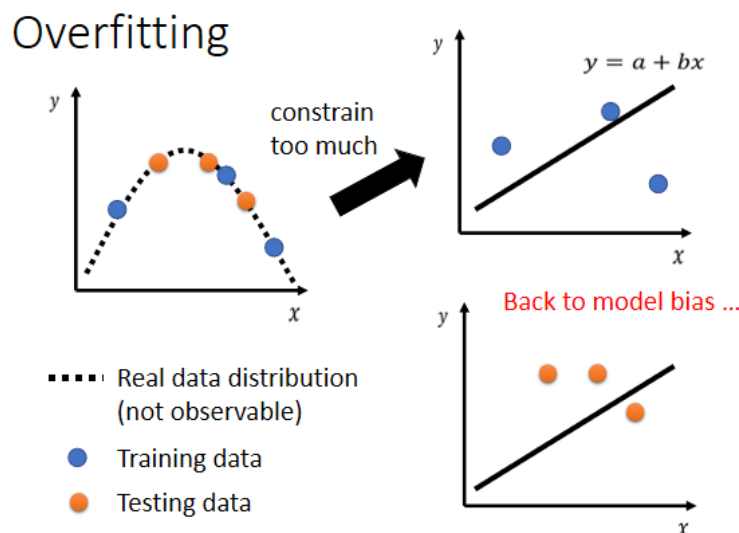 Overfitting
y
x
constrain
too much
y
y = a + bx
x
Back to model bias ...
y
x
Real data distribution
(not observable)
Training data
Testing data